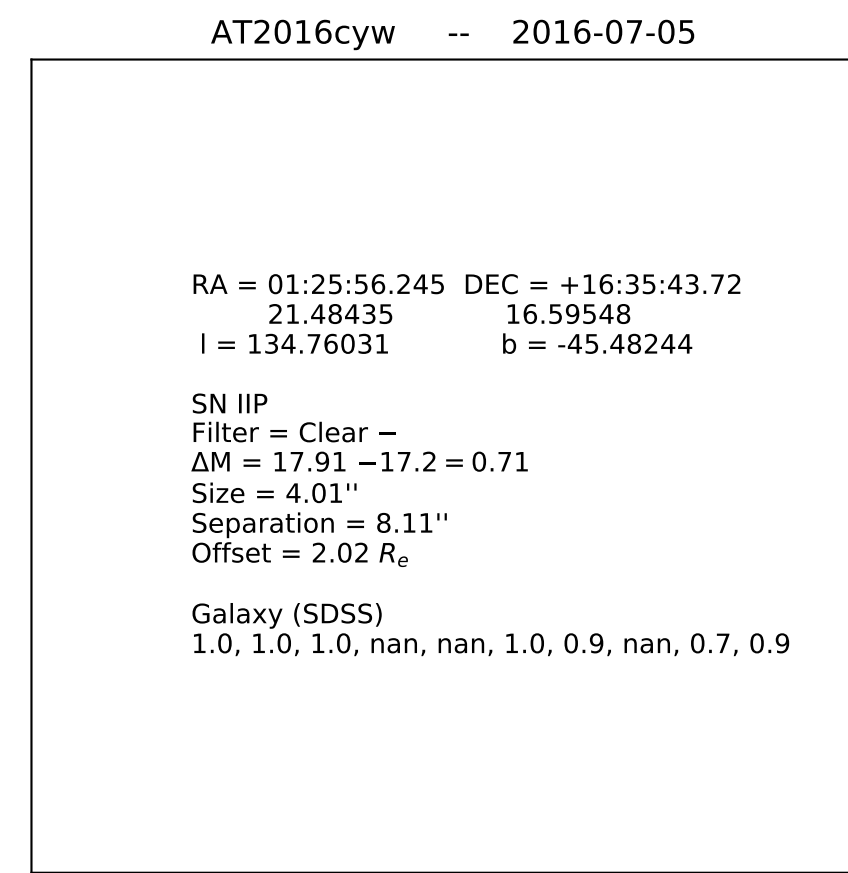 AT2016cyw -- 2016-07-05
RA = 01:25:56.245 DEC = +16:35:43.72
21.48435 16.59548
l = 134.76031 b = -45.48244
SN IIP
Filter = Clear −
ΔM = 17.91 −17.2 = 0.71
Size = 4.01''
Separation = 8.11''
Offset = 2.02 Rₑ
Galaxy (SDSS)
1.0, 1.0, 1.0, nan, nan, 1.0, 0.9, nan, 0.7, 0.9